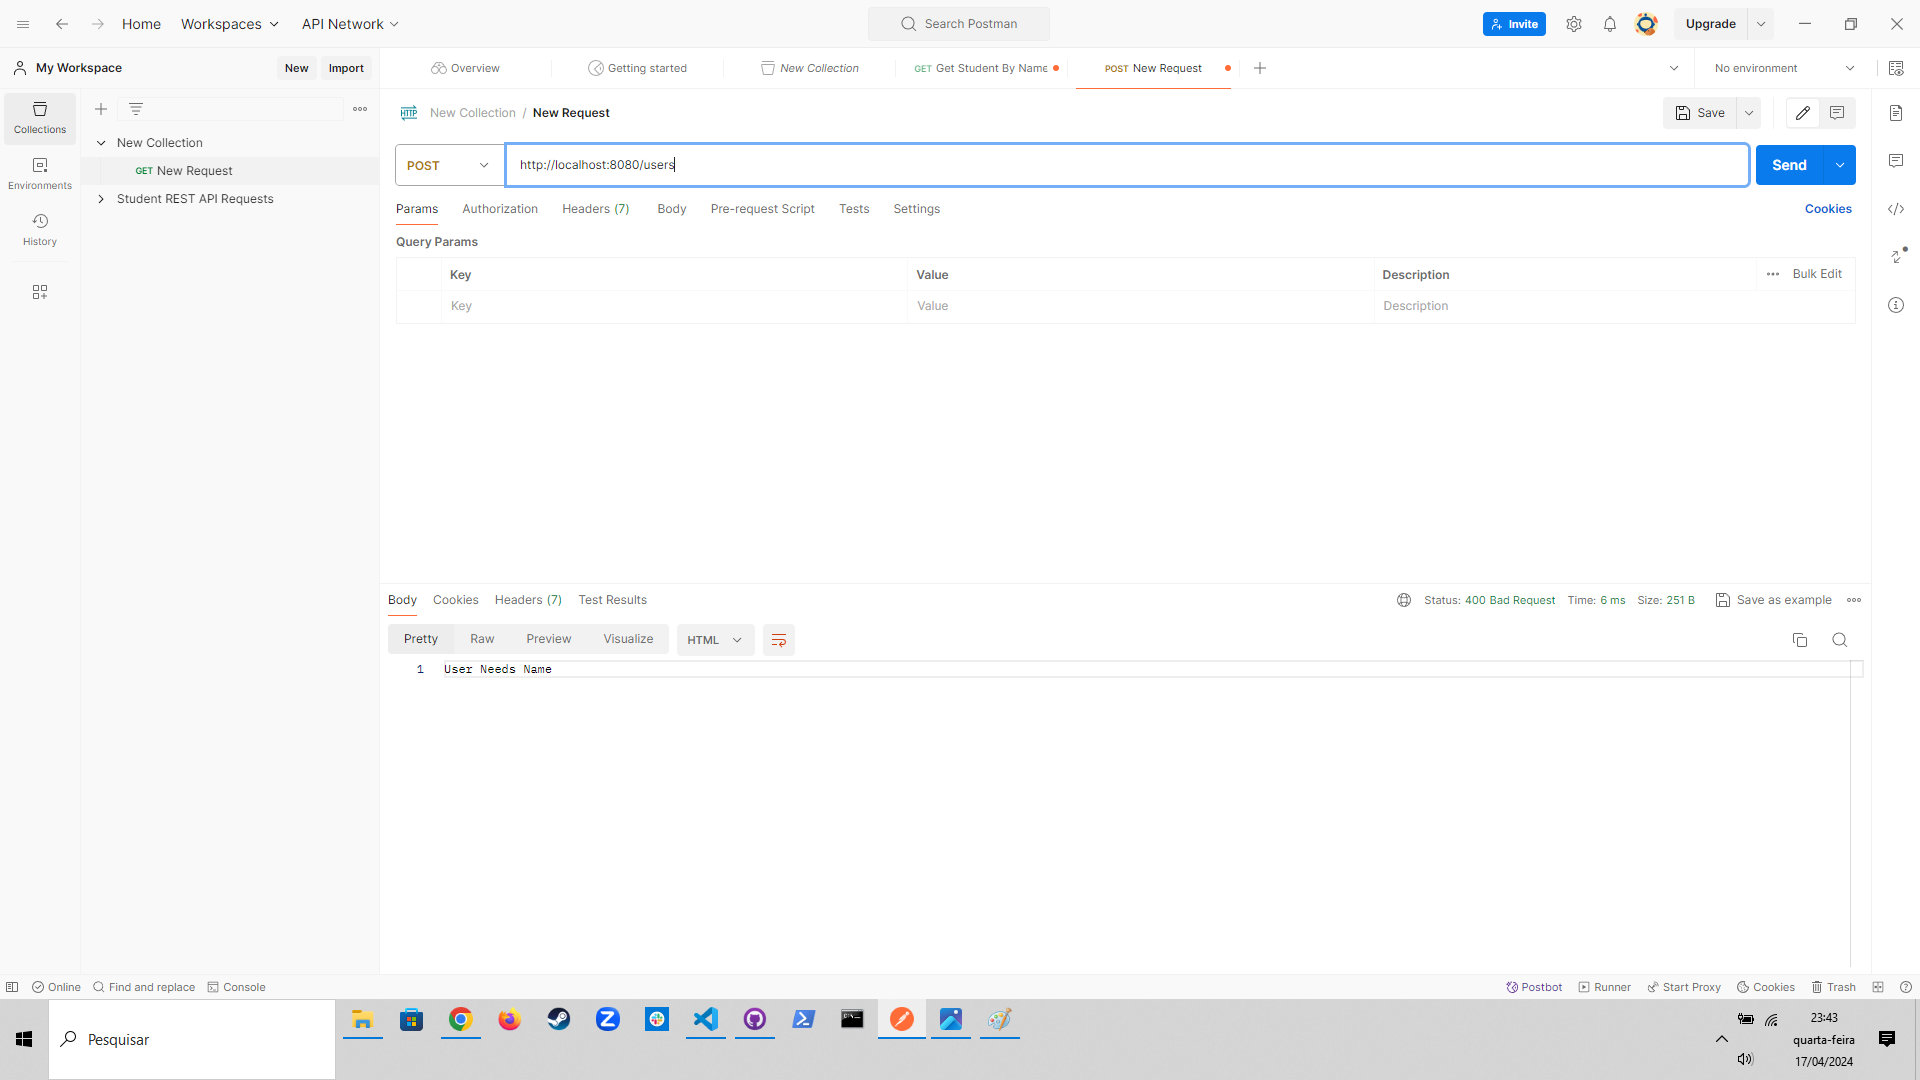 Home Workspaces API Network Search Postman Invite Upgrade
My Workspace New Import Overview Getting started New Collection GET Get Student By Name POST New Request No environment
Collections
Environments
History
New Collection
GET New Request
Student REST API Requests
HTTP New Collection / New Request Save
POST http://localhost:8080/users Send
Params Authorization Headers (7) Body Pre-request Script Tests Settings Cookies
Query Params
Key Value Description Bulk Edit
Key Value Description
Body Cookies Headers (7) Test Results Status: 400 Bad Request Time: 6 ms Size: 251 B Save as example
Pretty Raw Preview Visualize HTML
1 User Needs Name
Online Find and replace Console Postbot Runner Start Proxy Cookies Trash
Pesquisar
23:43
quarta-feira
17/04/2024